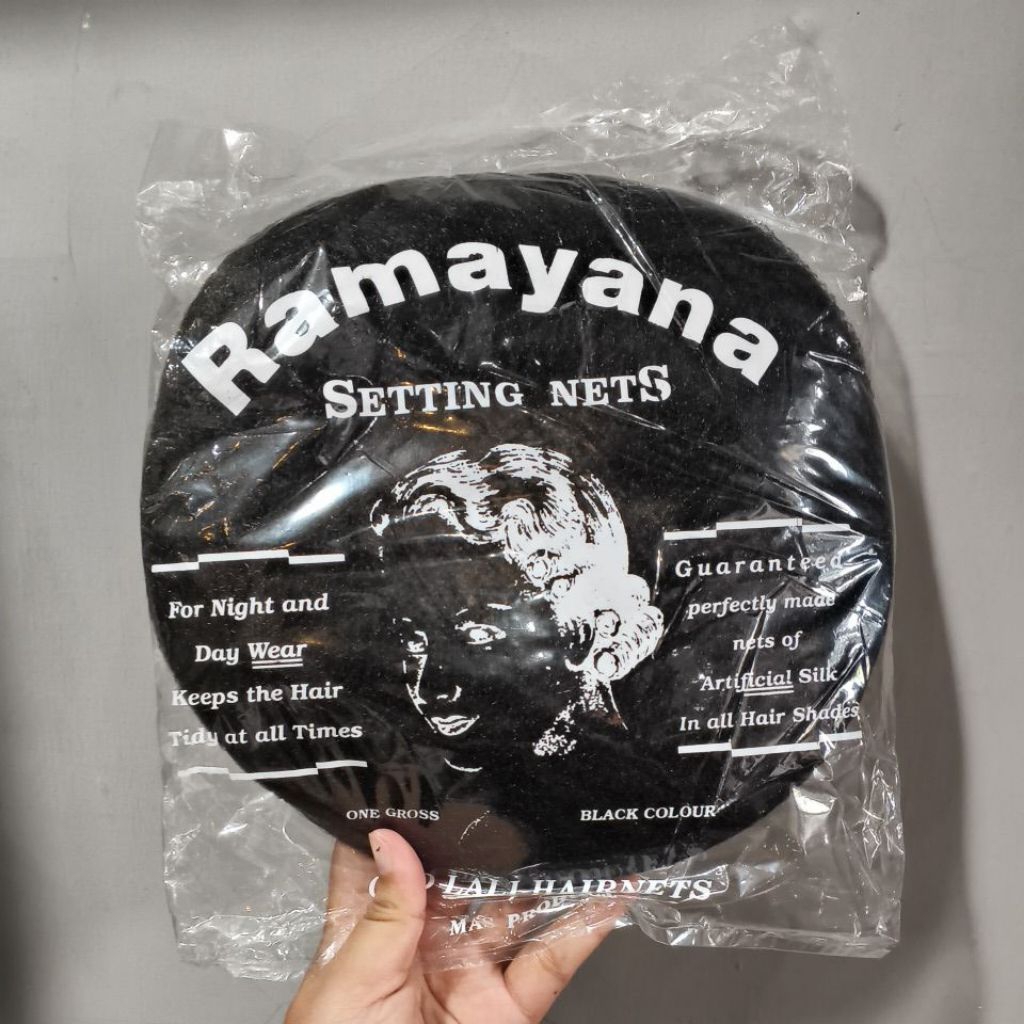 Ramayana
SETTING NETS
For Night and
Day Wear
Keeps the Hair
Tidy at all Times
Guaranteed
perfectly made
nets of
Artificial Silk
In all Hair Shades
ONE GROSS
BLACK COLOUR
LALI HAIRNETS
MAS